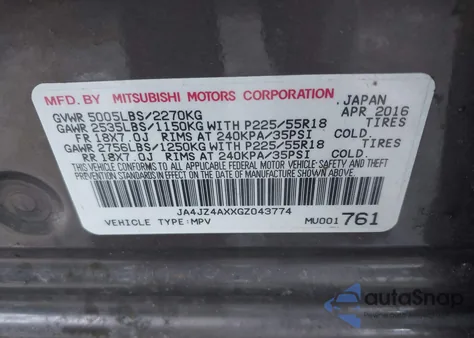 MFD. BY MITSUBISHI MOTORS CORPORATION JAPAN
GVWR 5005LBS/2270KG APR.2016
GAWR 2535LBS/1150KG WITH P225/55R18 TIRES
FR 18X7.0J RIMS AT 240KPA/35PSI COLD.
GAWR 2756LBS/1250KG WITH P225/55R18 TIRES
RR 18X7.0J RIMS AT 240KPA/35PSI COLD.
THIS VEHICLE CONFORMS TO ALL APPLICABLE FEDERAL MOTOR VEHICLE SAFETY AND
THEFT PREVENTION STANDARDS IN EFFECT ON THE DATE OF MANUFACTURE SHOWN ABOVE.
JA4JZ4AXXGZ043774
VEHICLE TYPE:MPV
MU001761
autoSnap